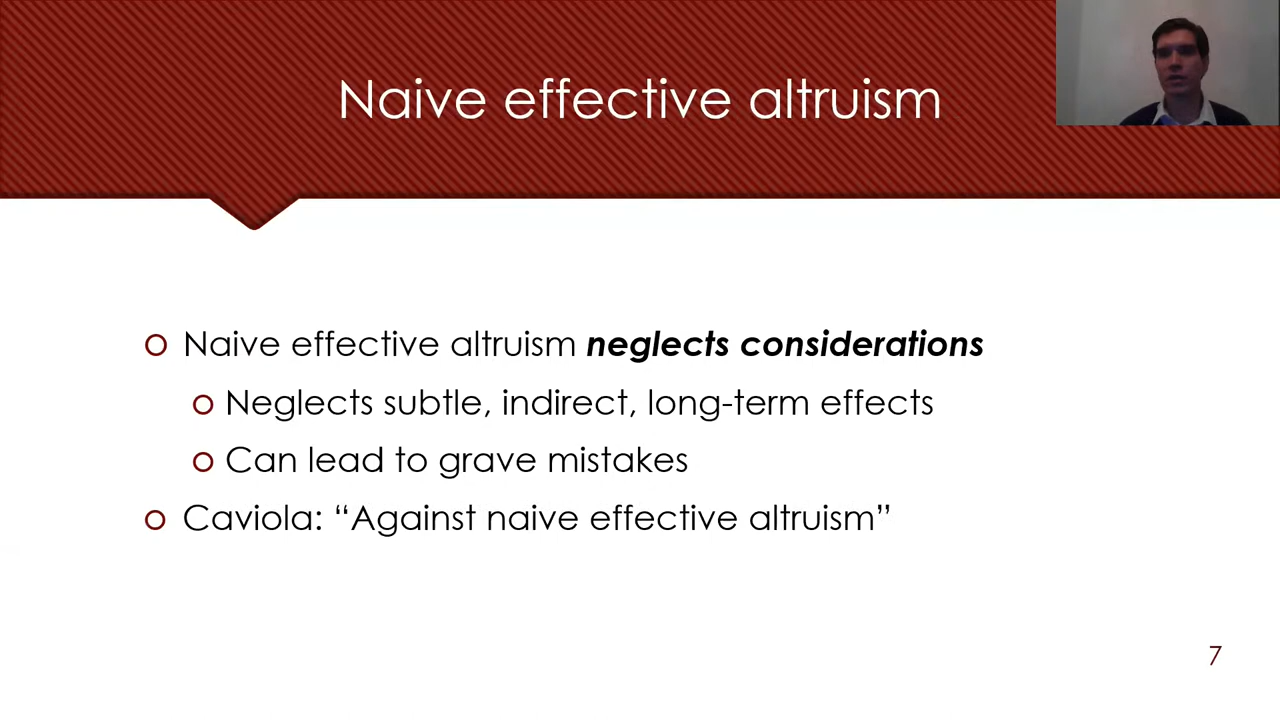 Naive effective altruism
Naive effective altruism neglects considerations
Neglects subtle, indirect, long-term effects
Can lead to grave mistakes
Caviola: “Against naive effective altruism”
7